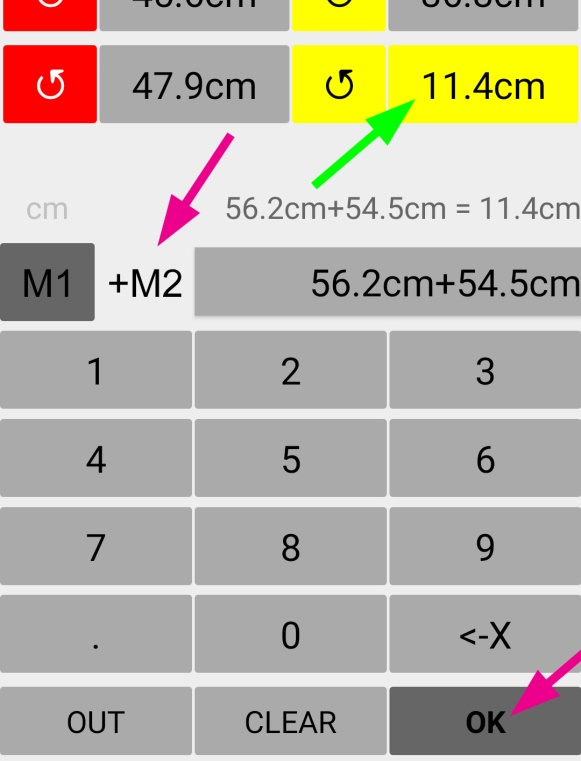 47.9cm 11.4cm
cm 56.2cm+54.5cm = 11.4cm
M1 +M2 56.2cm+54.5cm
1 2 3
4 5 6
7 8 9
. 0 <-X
OUT CLEAR OK